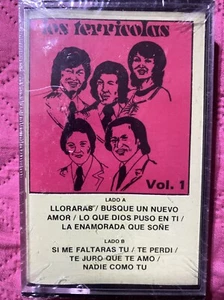 los terricolas
Vol. 1
LADO A
LLORARAS / BUSQUE UN NUEVO
AMOR / LO QUE DIOS PUSO EN TI /
LA ENAMORADA QUE SOÑE
LADO B
SI ME FALTARAS TU / TE PERDI /
TE JURO QUE TE AMO /
NADIE COMO TU